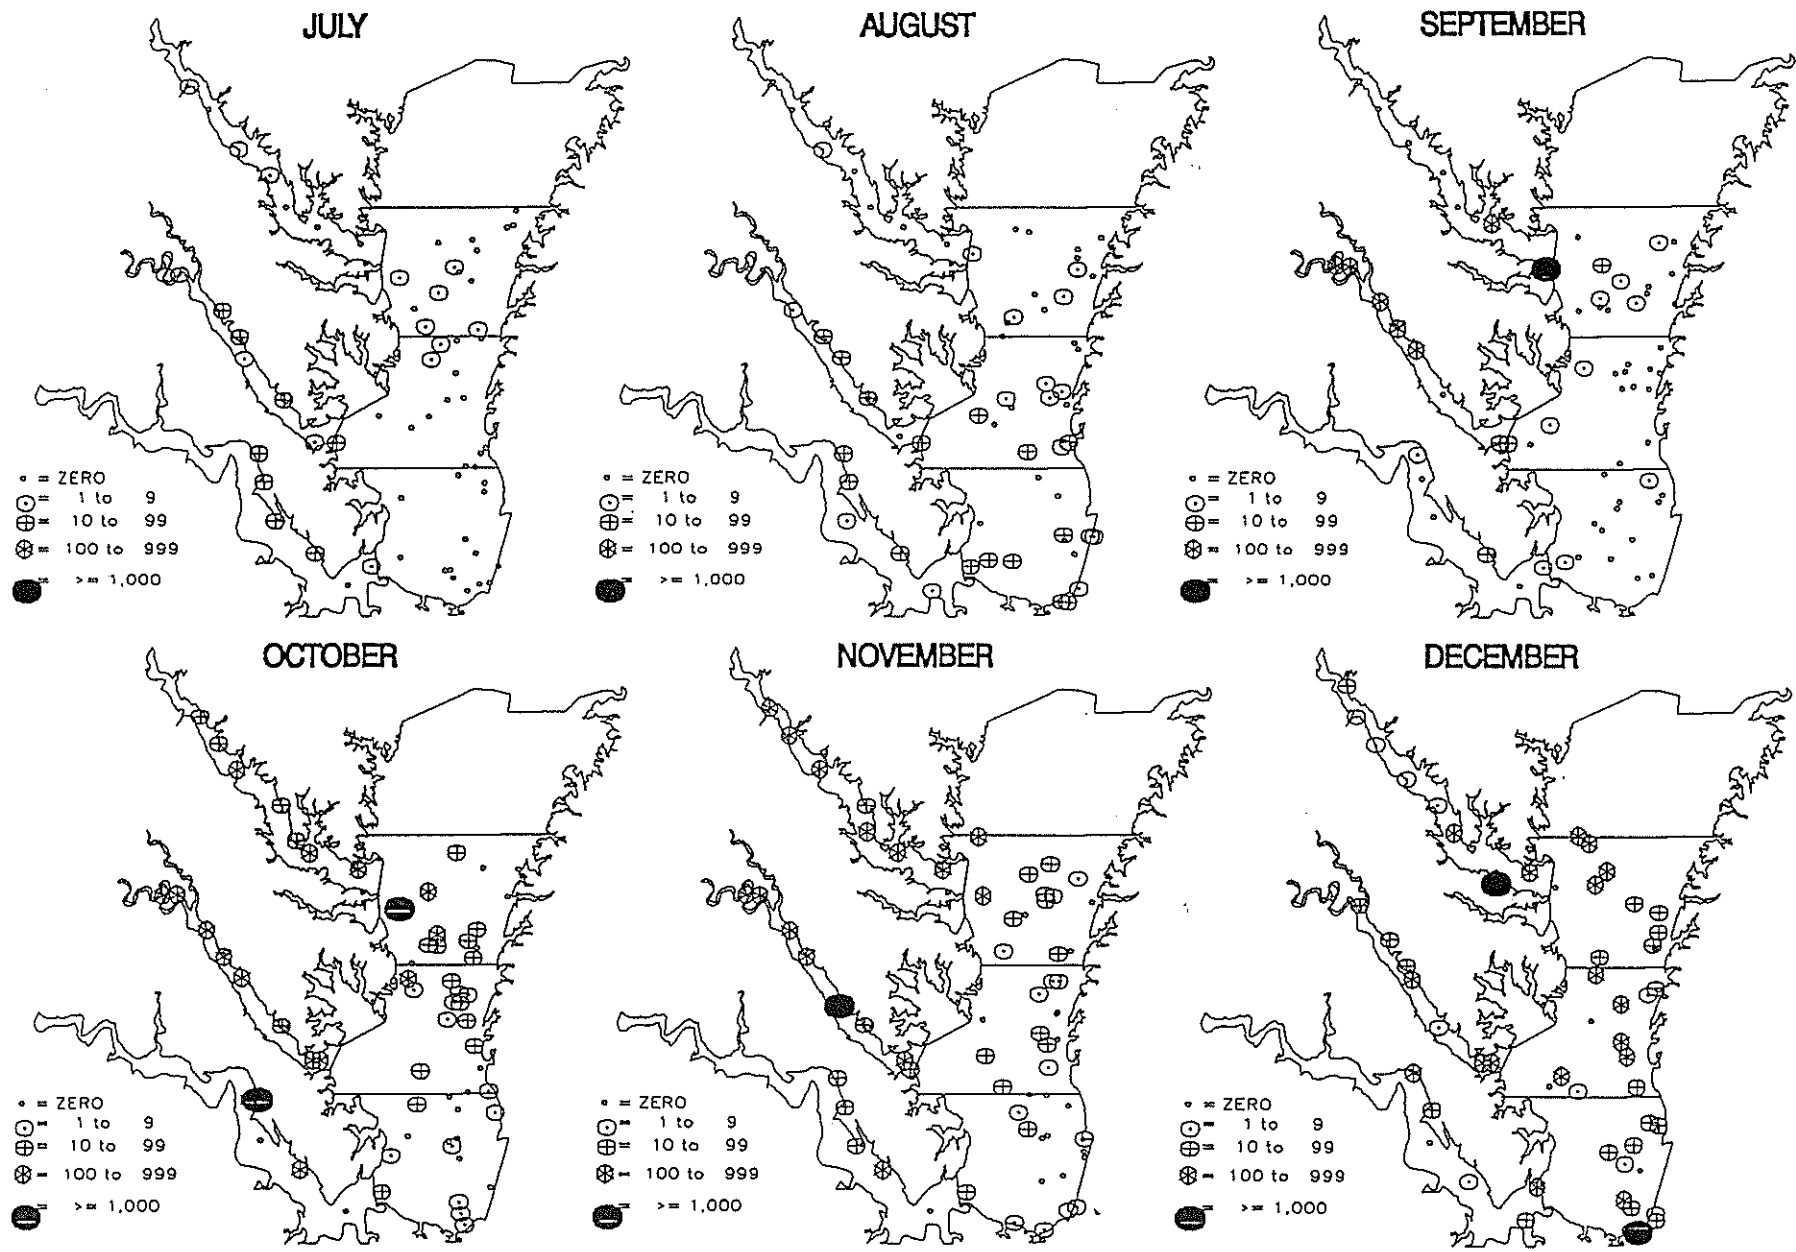 JULY
= ZERO
= 1 to 9
= 10 to 99
= 100 to 999
= >= 1,000
AUGUST
= ZERO
= 1 to 9
= 10 to 99
= 100 to 999
= >= 1,000
SEPTEMBER
= ZERO
= 1 to 9
= 10 to 99
= 100 to 999
= >= 1,000
OCTOBER
= ZERO
= 1 to 9
= 10 to 99
= 100 to 999
= >= 1,000
NOVEMBER
= ZERO
= 1 to 9
= 10 to 99
= 100 to 999
= >= 1,000
DECEMBER
= ZERO
= 1 to 9
= 10 to 99
= 100 to 999
= >= 1,000